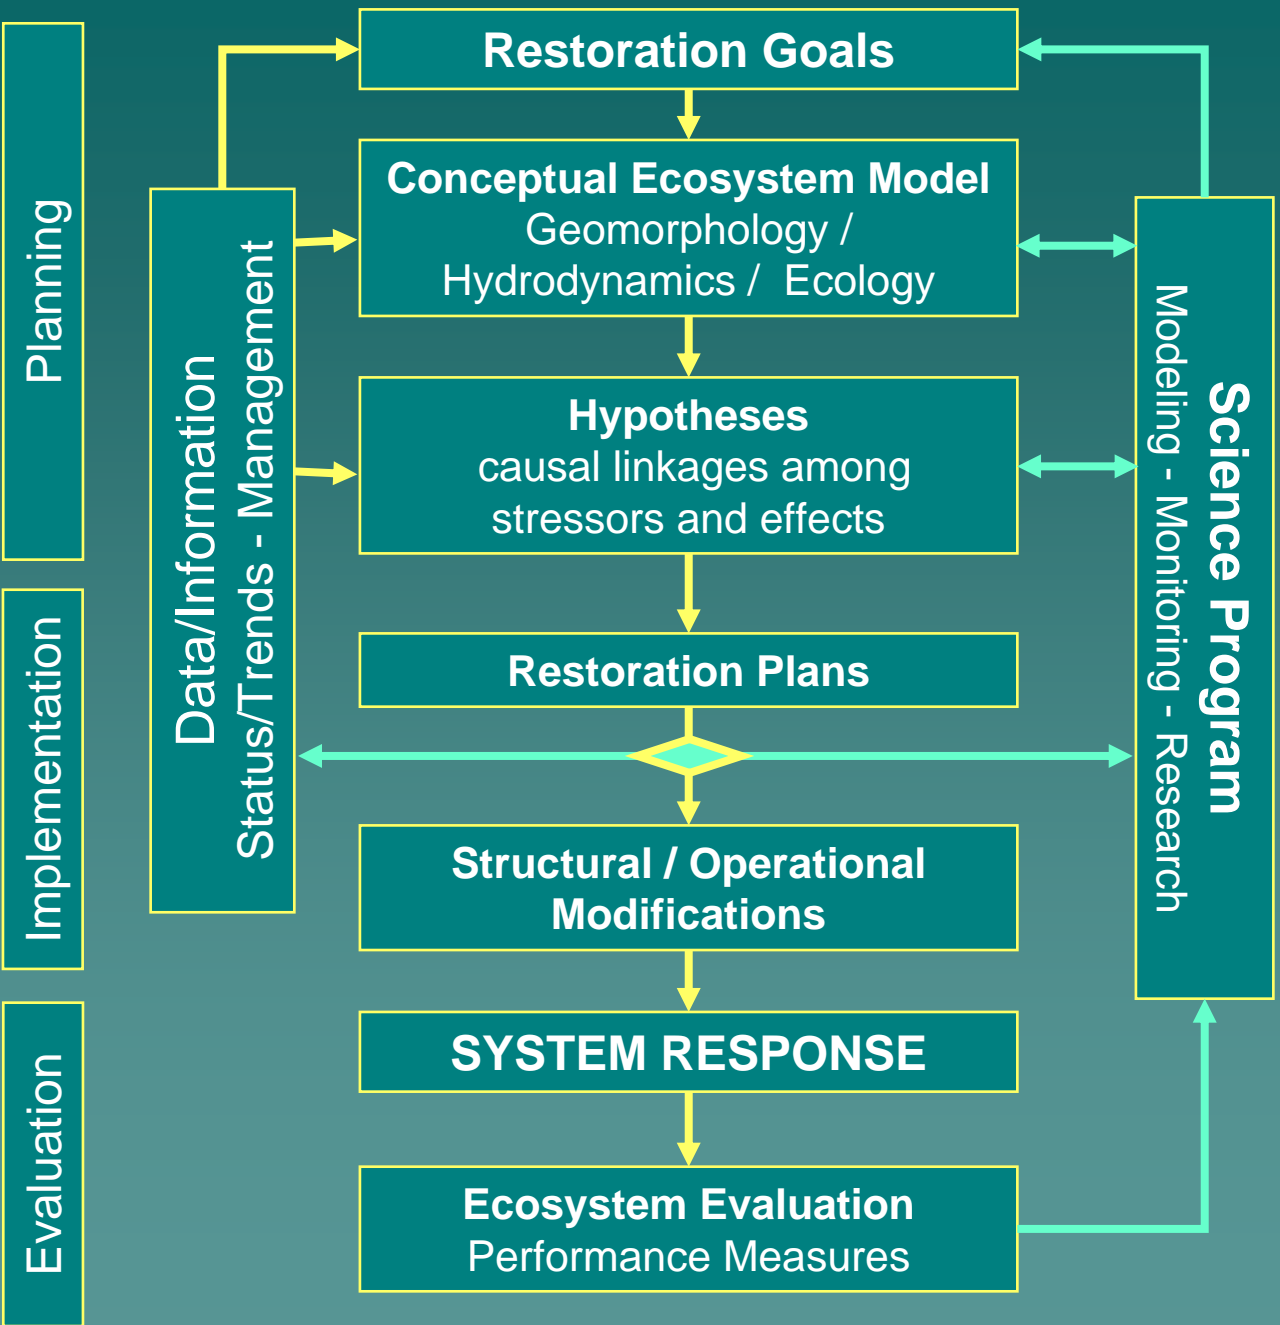 Planning
Implementation
Evaluation
Data/Information
Status/Trends - Management
Restoration Goals
Conceptual Ecosystem Model
Geomorphology /
Hydrodynamics / Ecology
Hypotheses
causal linkages among
stressors and effects
Restoration Plans
Structural / Operational
Modifications
SYSTEM RESPONSE
Ecosystem Evaluation
Performance Measures
Science Program
Modeling - Monitoring - Research